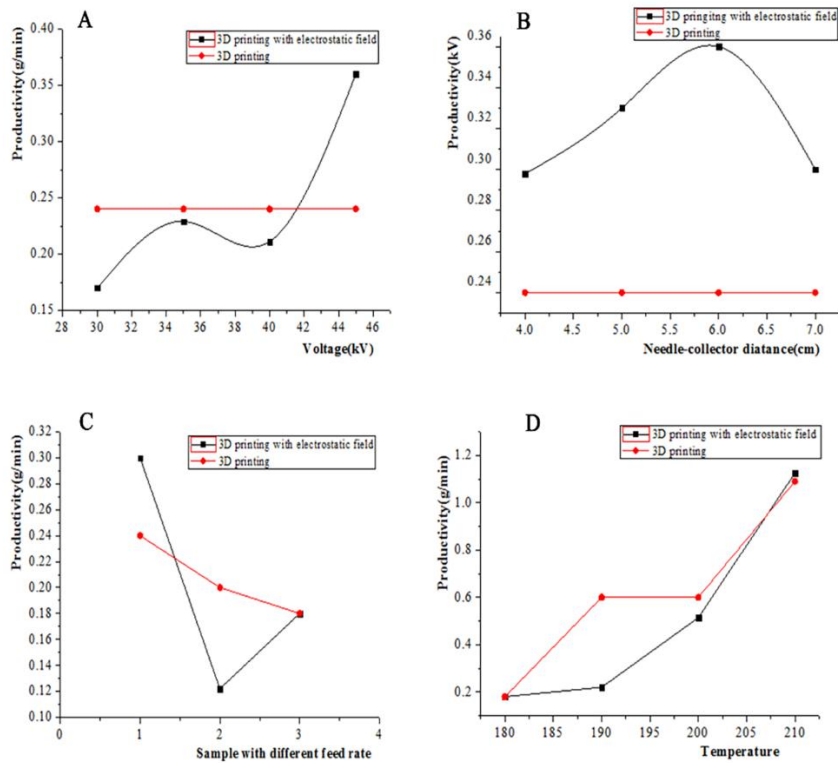 A
3D printing with electrostatic field
3D printing
Productivity(g/min)
0.40
0.35
0.30
0.25
0.20
0.15
28 30 32 34 36 38 40 42 44 46
Voltage(kV)
B
3D pringitng with electrostatic field
3D printing
Productivity(kV)
0.36
0.32
0.30
0.26
0.24
4.0 4.5 5.0 5.5 6.0 6.5 7.0
Needle-collector diatance(cm)
C
3D printing with electrostatic field
3D printing
Productivity(g/min)
0.32
0.30
0.28
0.26
0.24
0.22
0.20
0.18
0.16
0.14
0.12
0.10
0 1 2 3 4
Sample with different feed rate
D
3D printing with electrostatic field
3D printing
Productivity(g/min)
1.2
1.0
0.6
0.4
0.2
180 185 190 195 200 205 210
Temperature